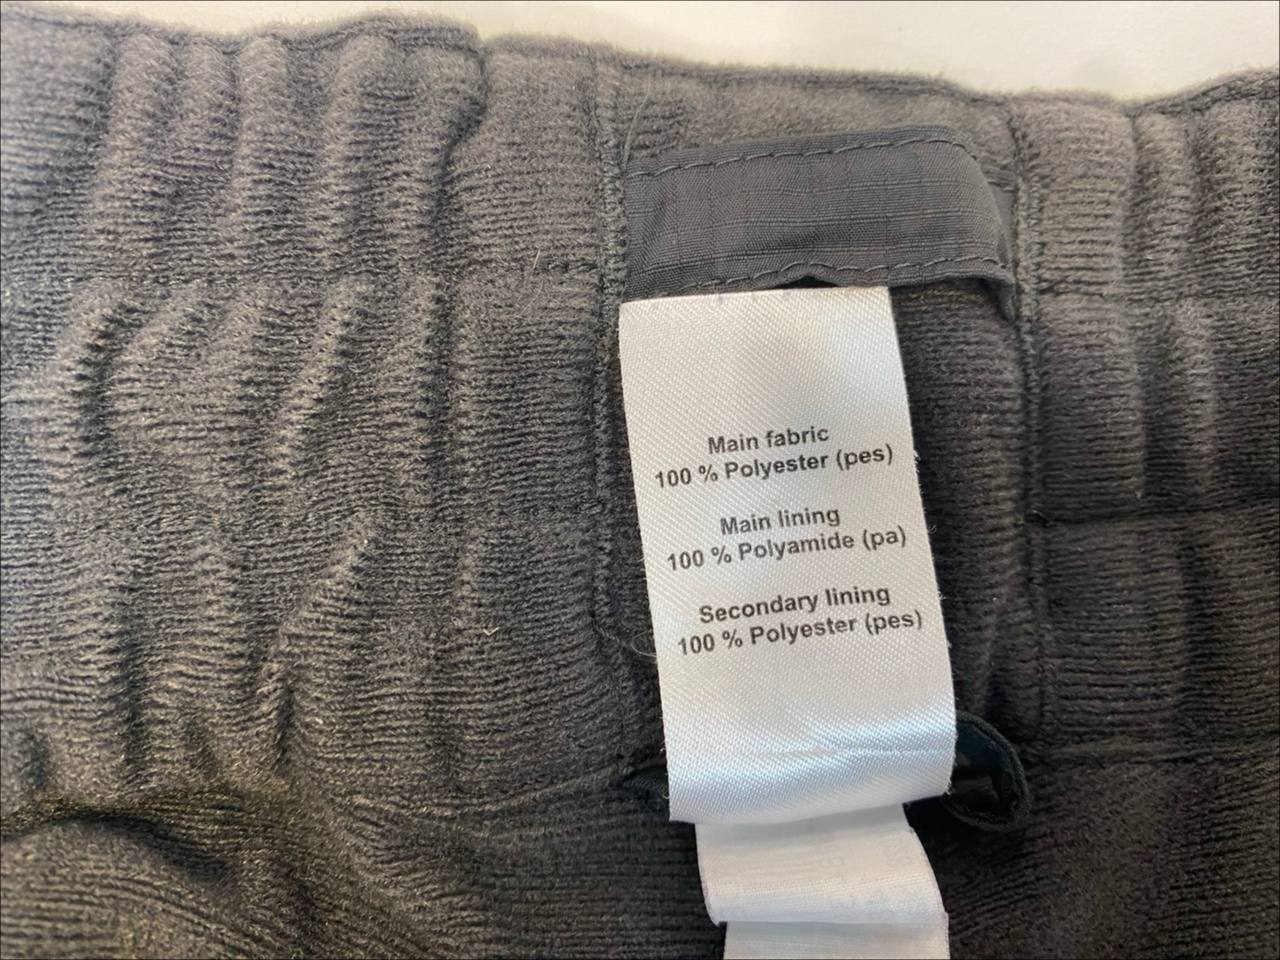 Main fabric
100 % Polyester (pes)
Main lining
100 % Polyamide (pa)
Secondary lining
100 % Polyester (pes)